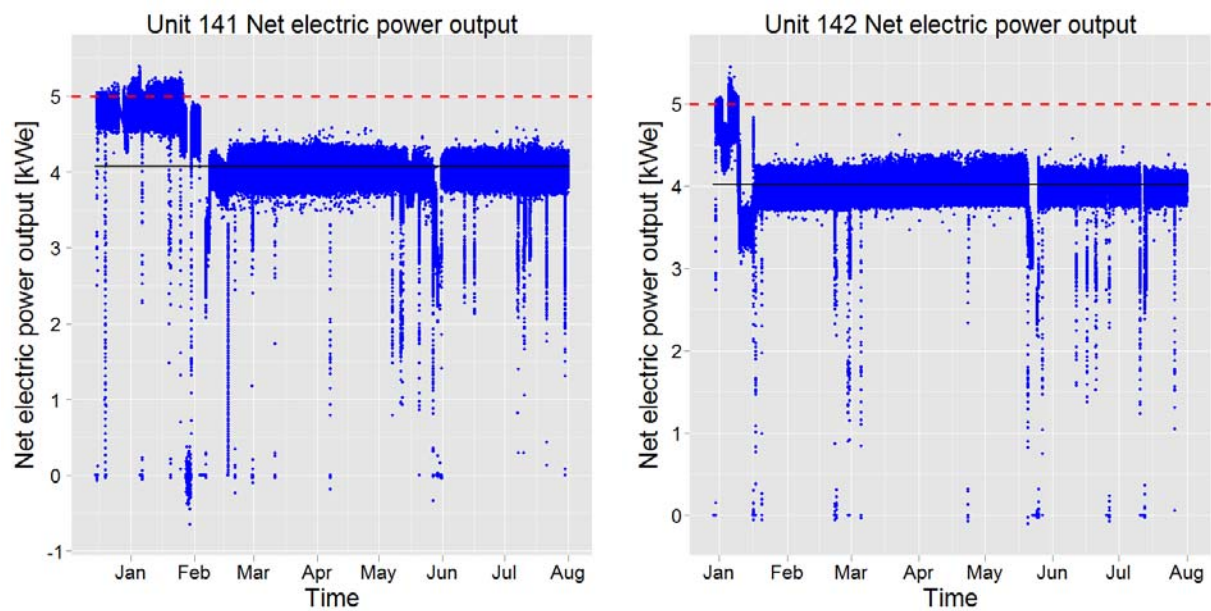 Unit 141 Net electric power output
Net electric power output [kWe]
5
4
3
2
1
0
-1
Jan Feb Mar Apr May Jun Jul Aug
Time
Unit 142 Net electric power output
Net electric power output [kWe]
5
4
3
2
1
0
Jan Feb Mar Apr May Jun Jul Aug
Time